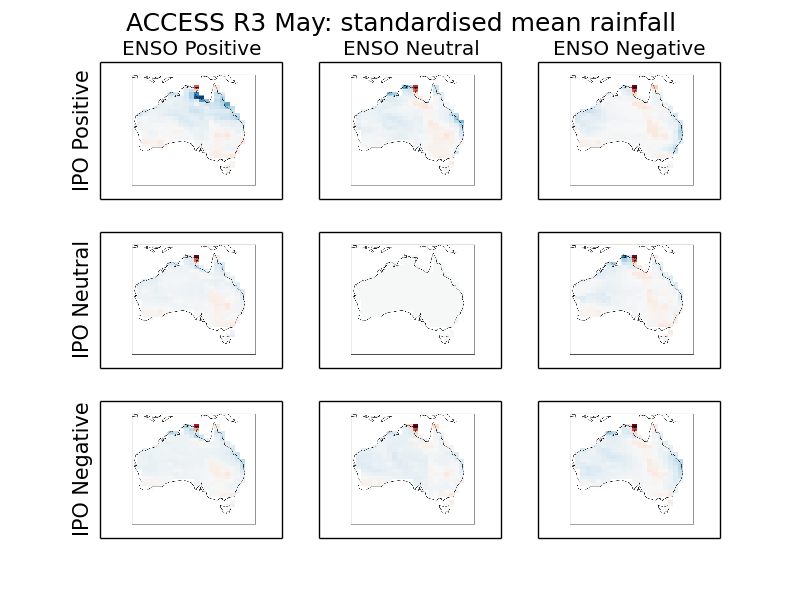 ACCESS R3 May: standardised mean rainfall
ENSO Positive
ENSO Neutral
ENSO Negative
IPO Positive
IPO Neutral
IPO Negative